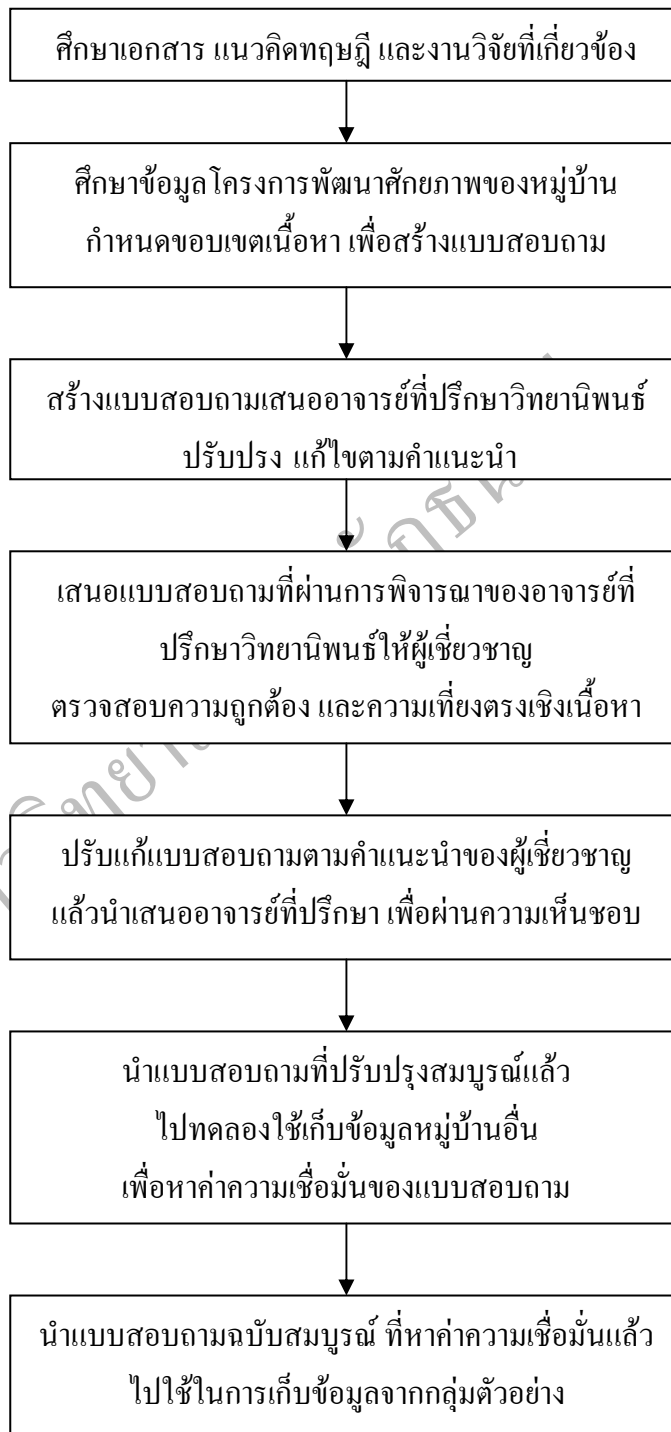 ศึกษาเอกสาร แนวคิดทฤษฎี และงานวิจัยที่เกี่ยวข้อง
ศึกษาข้อมูลโครงการพัฒนาศักยภาพของหมู่บ้าน
กำหนดขอบเขตเนื้อหา เพื่อสร้างแบบสอบถาม
สร้างแบบสอบถามเสนออาจารย์ที่ปรึกษาวิทยานิพนธ์
ปรับปรง แก้ไขตามคำแนะนำ
เสนอแบบสอบถามที่ผ่านการพิจารณาของอาจารย์ที่
ปรึกษาวิทยานิพนธ์ให้ผู้เชี่ยวชาญ
ตรวจสอบความถูกต้อง และความเที่ยงตรงเชิงเนื้อหา
ปรับแก้แบบสอบถามตามคำแนะนำของผู้เชี่ยวชาญ
แล้วนำเสนออาจารย์ที่ปรึกษา เพื่อผ่านความเห็นชอบ
นำแบบสอบถามที่ปรับปรุงสมบูรณ์แล้ว
ไปทดลองใช้เก็บข้อมูลหมู่บ้านอื่น
เพื่อหาค่าความเชื่อมั่นของแบบสอบถาม
นำแบบสอบถามฉบับสมบูรณ์ ที่หาค่าความเชื่อมั่นแล้ว
ไปใช้ในการเก็บข้อมูลจากกลุ่มตัวอย่าง